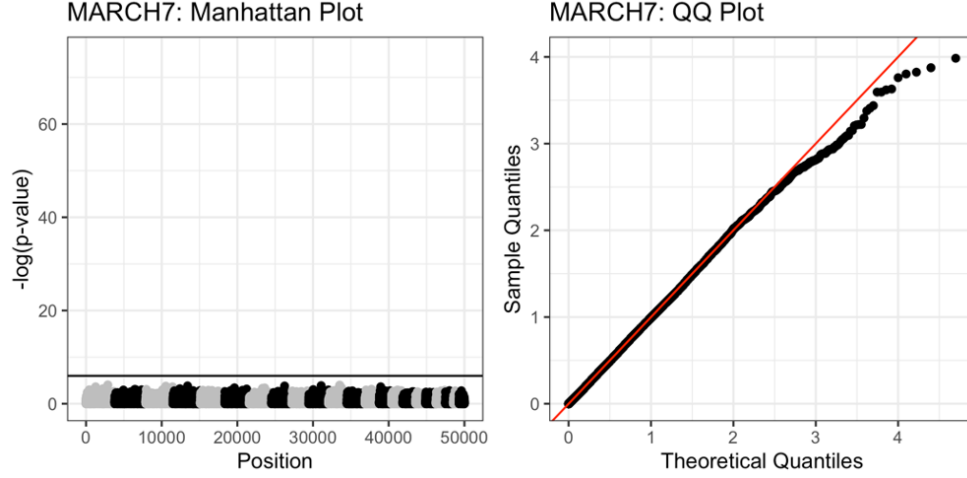 MARCH7: Manhattan Plot
-log(p-value)
60
40
20
0
0 10000 20000 30000 40000 50000
Position
MARCH7: QQ Plot
Sample Quantiles
4
3
2
1
0
0 1 2 3 4
Theoretical Quantiles